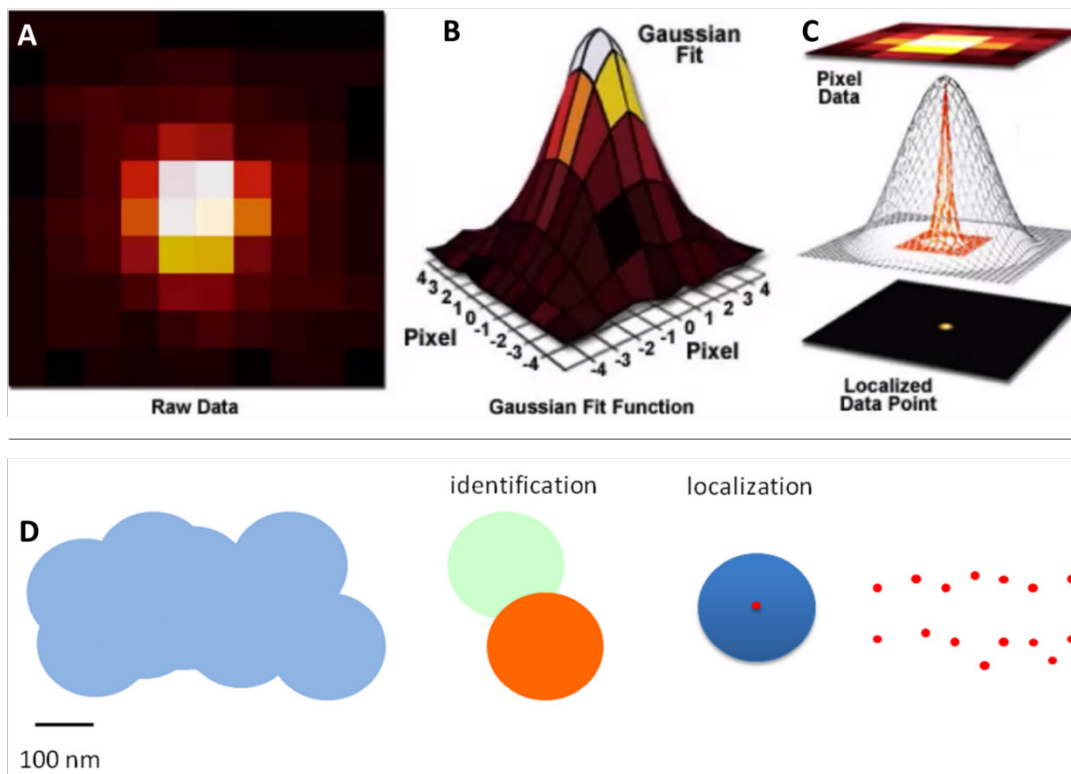 A
B
Gaussian
Fit
C
Pixel
Data
4
3
2
1
0
-1
-2
-3
-4
Pixel
-4
-3
-2
-1
0
1
2
3
4
Pixel
Raw Data
Gaussian Fit Function
Localized
Data Point
D
identification
localization
100 nm